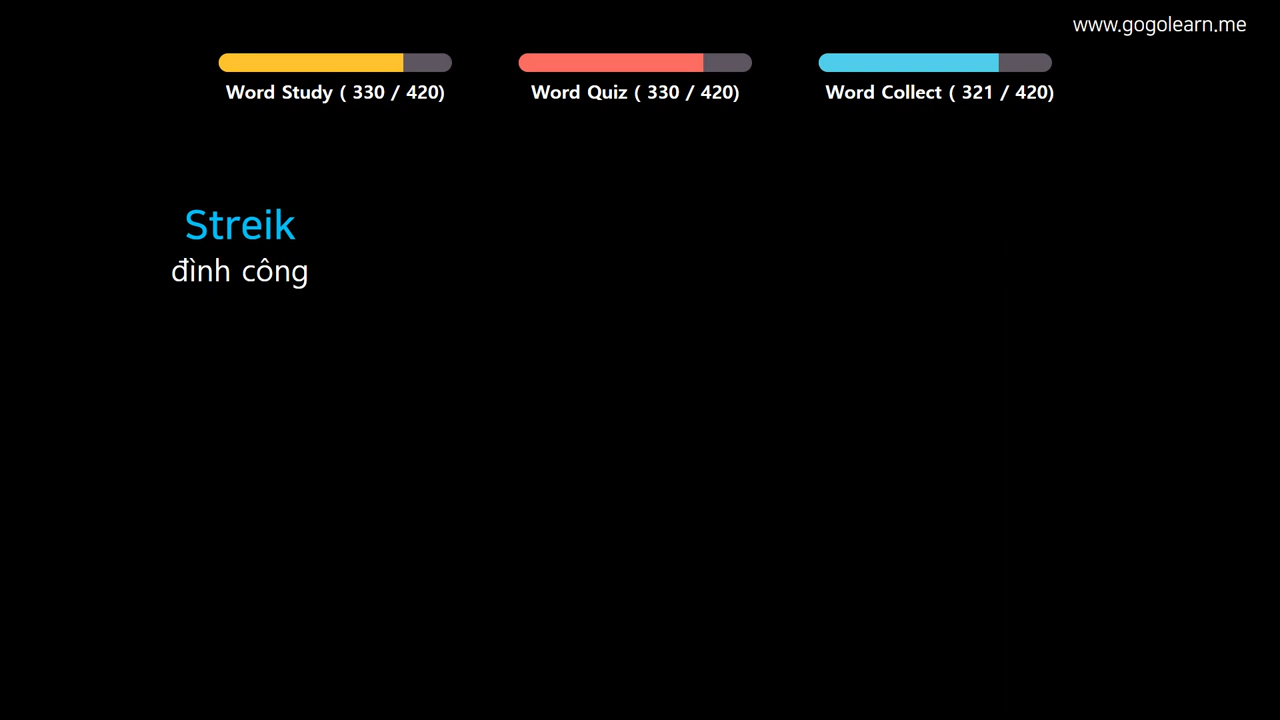 www.gogolearn.me
Word Study ( 330 / 420)
Word Quiz ( 330 / 420)
Word Collect ( 321 / 420)
Streik
đình công